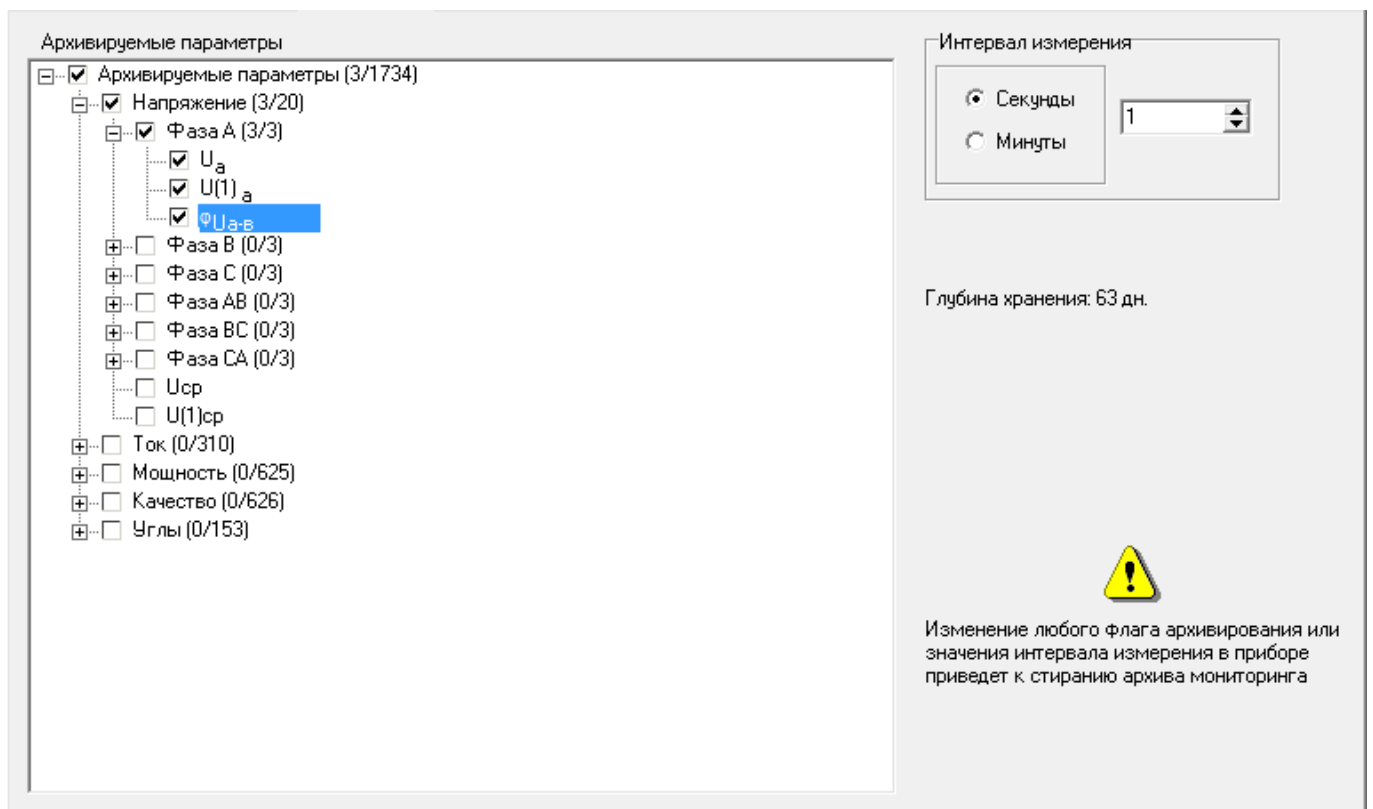 Архивируемые параметры
Архивируемые параметры (3/1734)
Напряжение (3/20)
Фаза A (3/3)
Ua
U(1) a
φUa-в
Фаза B (0/3)
Фаза C (0/3)
Фаза AB (0/3)
Фаза BC (0/3)
Фаза CA (0/3)
Uср
U(1)ср
Ток (0/310)
Мощность (0/625)
Качество (0/626)
Углы (0/153)
Интервал измерения
Секунды
Минуты
1
Глубина хранения: 63 дн.
Изменение любого флага архивирования или
значения интервала измерения в приборе
приведет к стиранию архива мониторинга